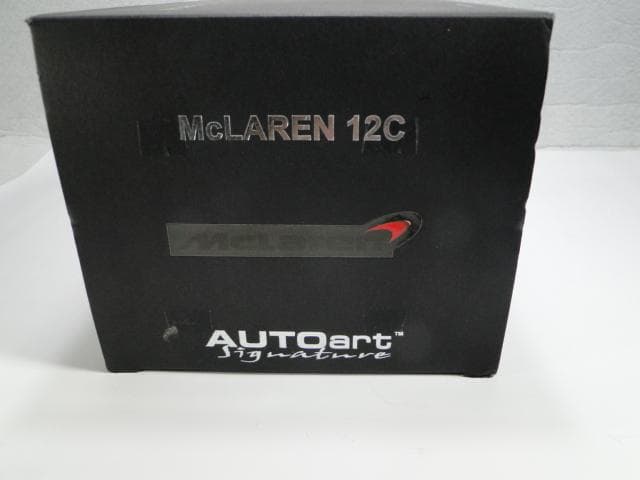 McLAREN 12C
McLaren
AUTOart™
Signature